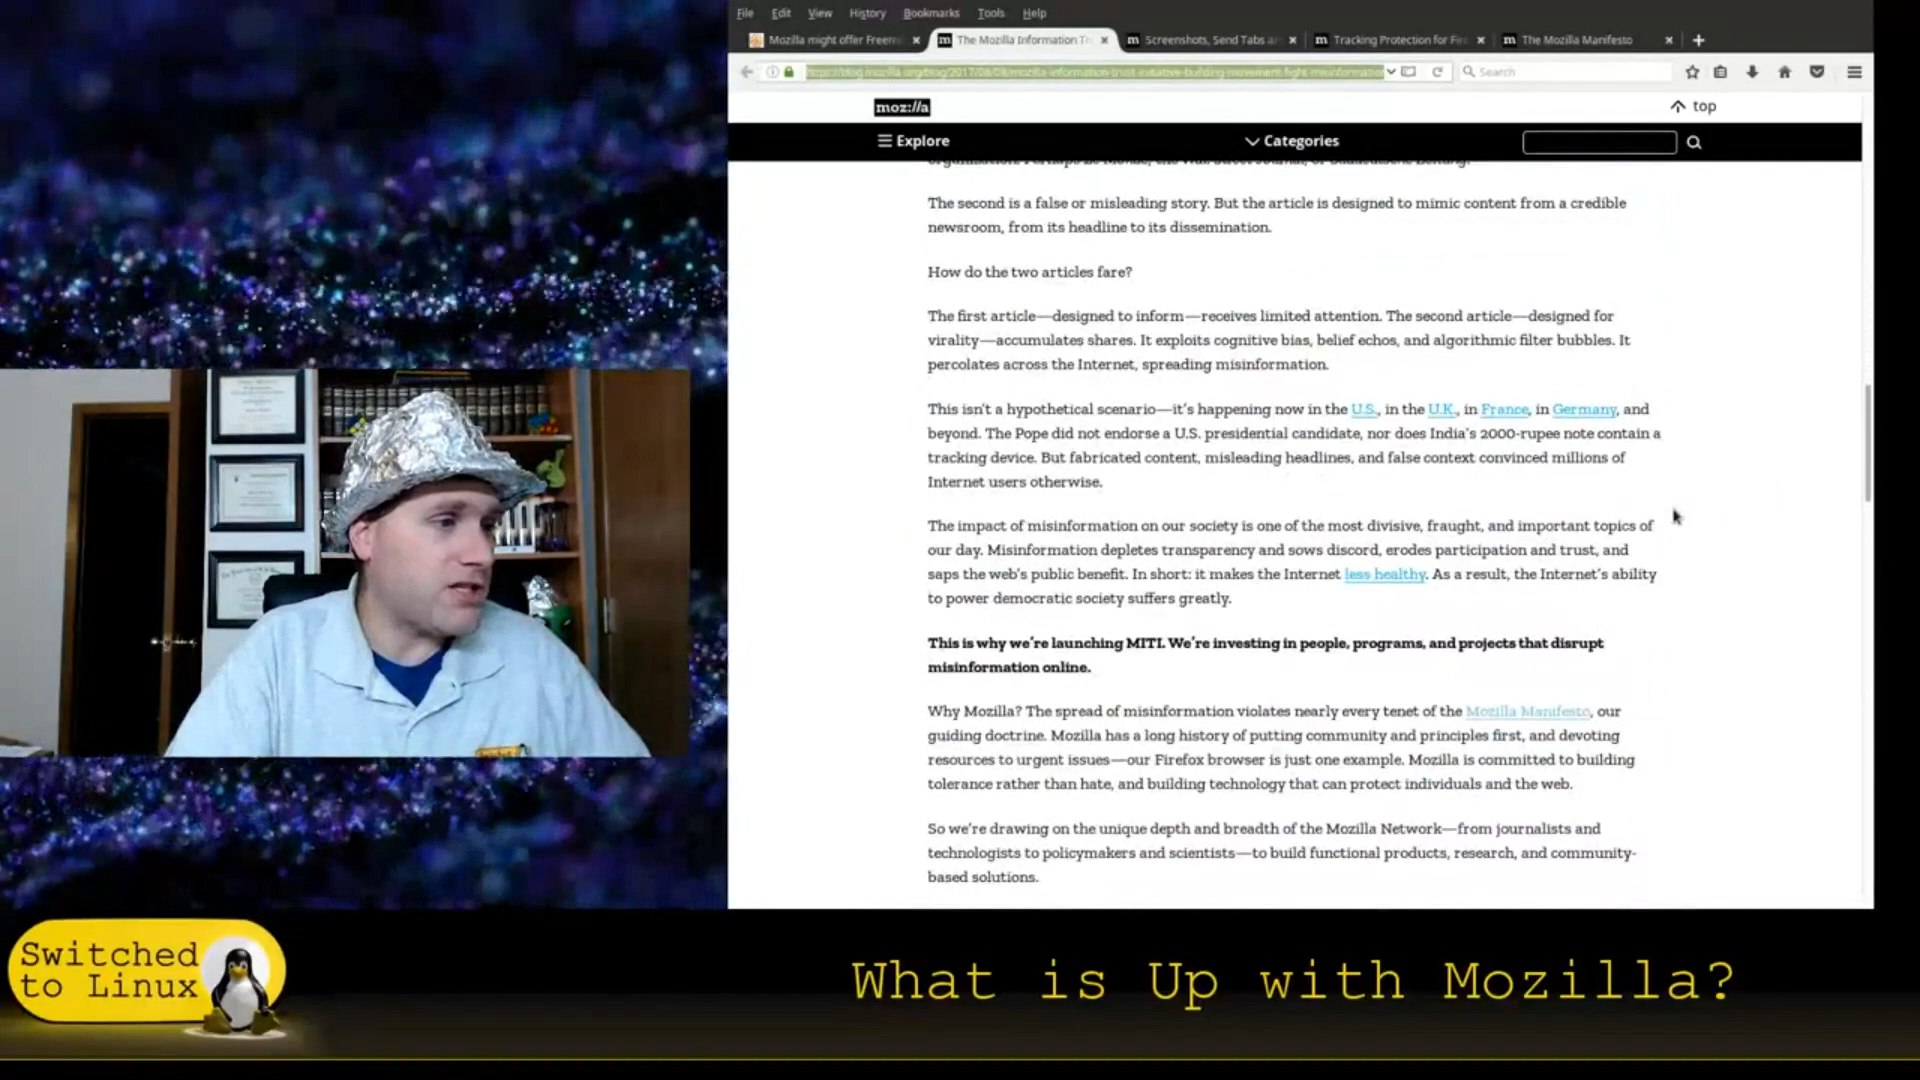 File Edit View History Bookmarks Tools Help
Mozilla might offer Freem
The Mozilla Information Tr
Screenshots, Send Tabs a
Tracking Protection for Fir
The Mozilla Manifesto
https://blog.mozilla.org/blog/2017/08/08/mozilla-information-trust-initiative-building-movement-fight-misinformation
Search
moz://a
top
Explore
Categories
The second is a false or misleading story. But the article is designed to mimic content from a credible
newsroom, from its headline to its dissemination.
How do the two articles fare?
The first article—designed to inform—receives limited attention. The second article—designed for
virality—accumulates shares. It exploits cognitive bias, belief echos, and algorithmic filter bubbles. It
percolates across the Internet, spreading misinformation.
This isn't a hypothetical scenario—it's happening now in the U.S., in the U.K., in France, in Germany, and
beyond. The Pope did not endorse a U.S. presidential candidate, nor does India's 2000-rupee note contain a
tracking device. But fabricated content, misleading headlines, and false context convinced millions of
Internet users otherwise.
The impact of misinformation on our society is one of the most divisive, fraught, and important topics of
our day. Misinformation depletes transparency and sows discord, erodes participation and trust, and
saps the web's public benefit. In short: it makes the Internet less healthy. As a result, the Internet's ability
to power democratic society suffers greatly.
This is why we're launching MITI. We're investing in people, programs, and projects that disrupt
misinformation online.
Why Mozilla? The spread of misinformation violates nearly every tenet of the Mozilla Manifesto, our
guiding doctrine. Mozilla has a long history of putting community and principles first, and devoting
resources to urgent issues—our Firefox browser is just one example. Mozilla is committed to building
tolerance rather than hate, and building technology that can protect individuals and the web.
So we're drawing on the unique depth and breadth of the Mozilla Network—from journalists and
technologists to policymakers and scientists—to build functional products, research, and community-
based solutions.
Switched
to Linux
What is Up with Mozilla?